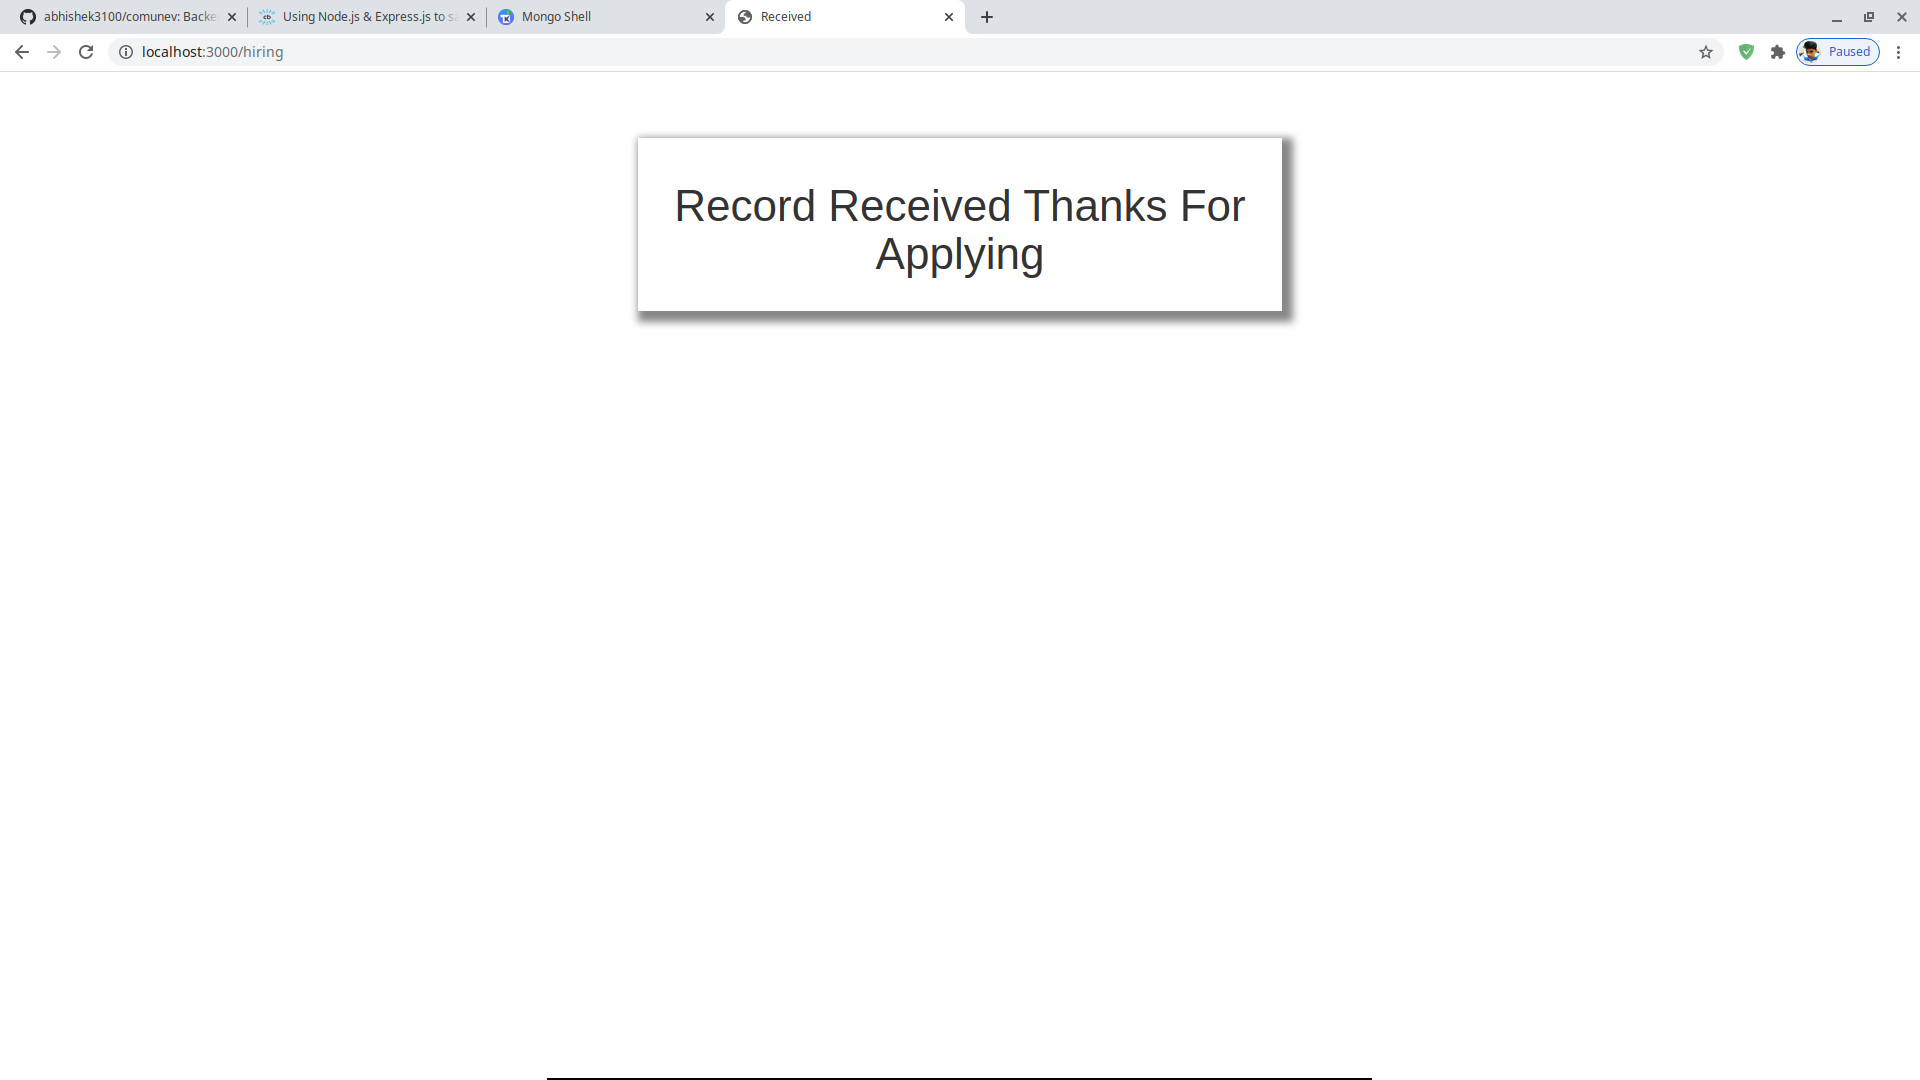 abhishek3100/comunev: Backe
Using Node.js & Express.js to sa
Mongo Shell
Received
localhost:3000/hiring
Paused
Record Received Thanks For
Applying